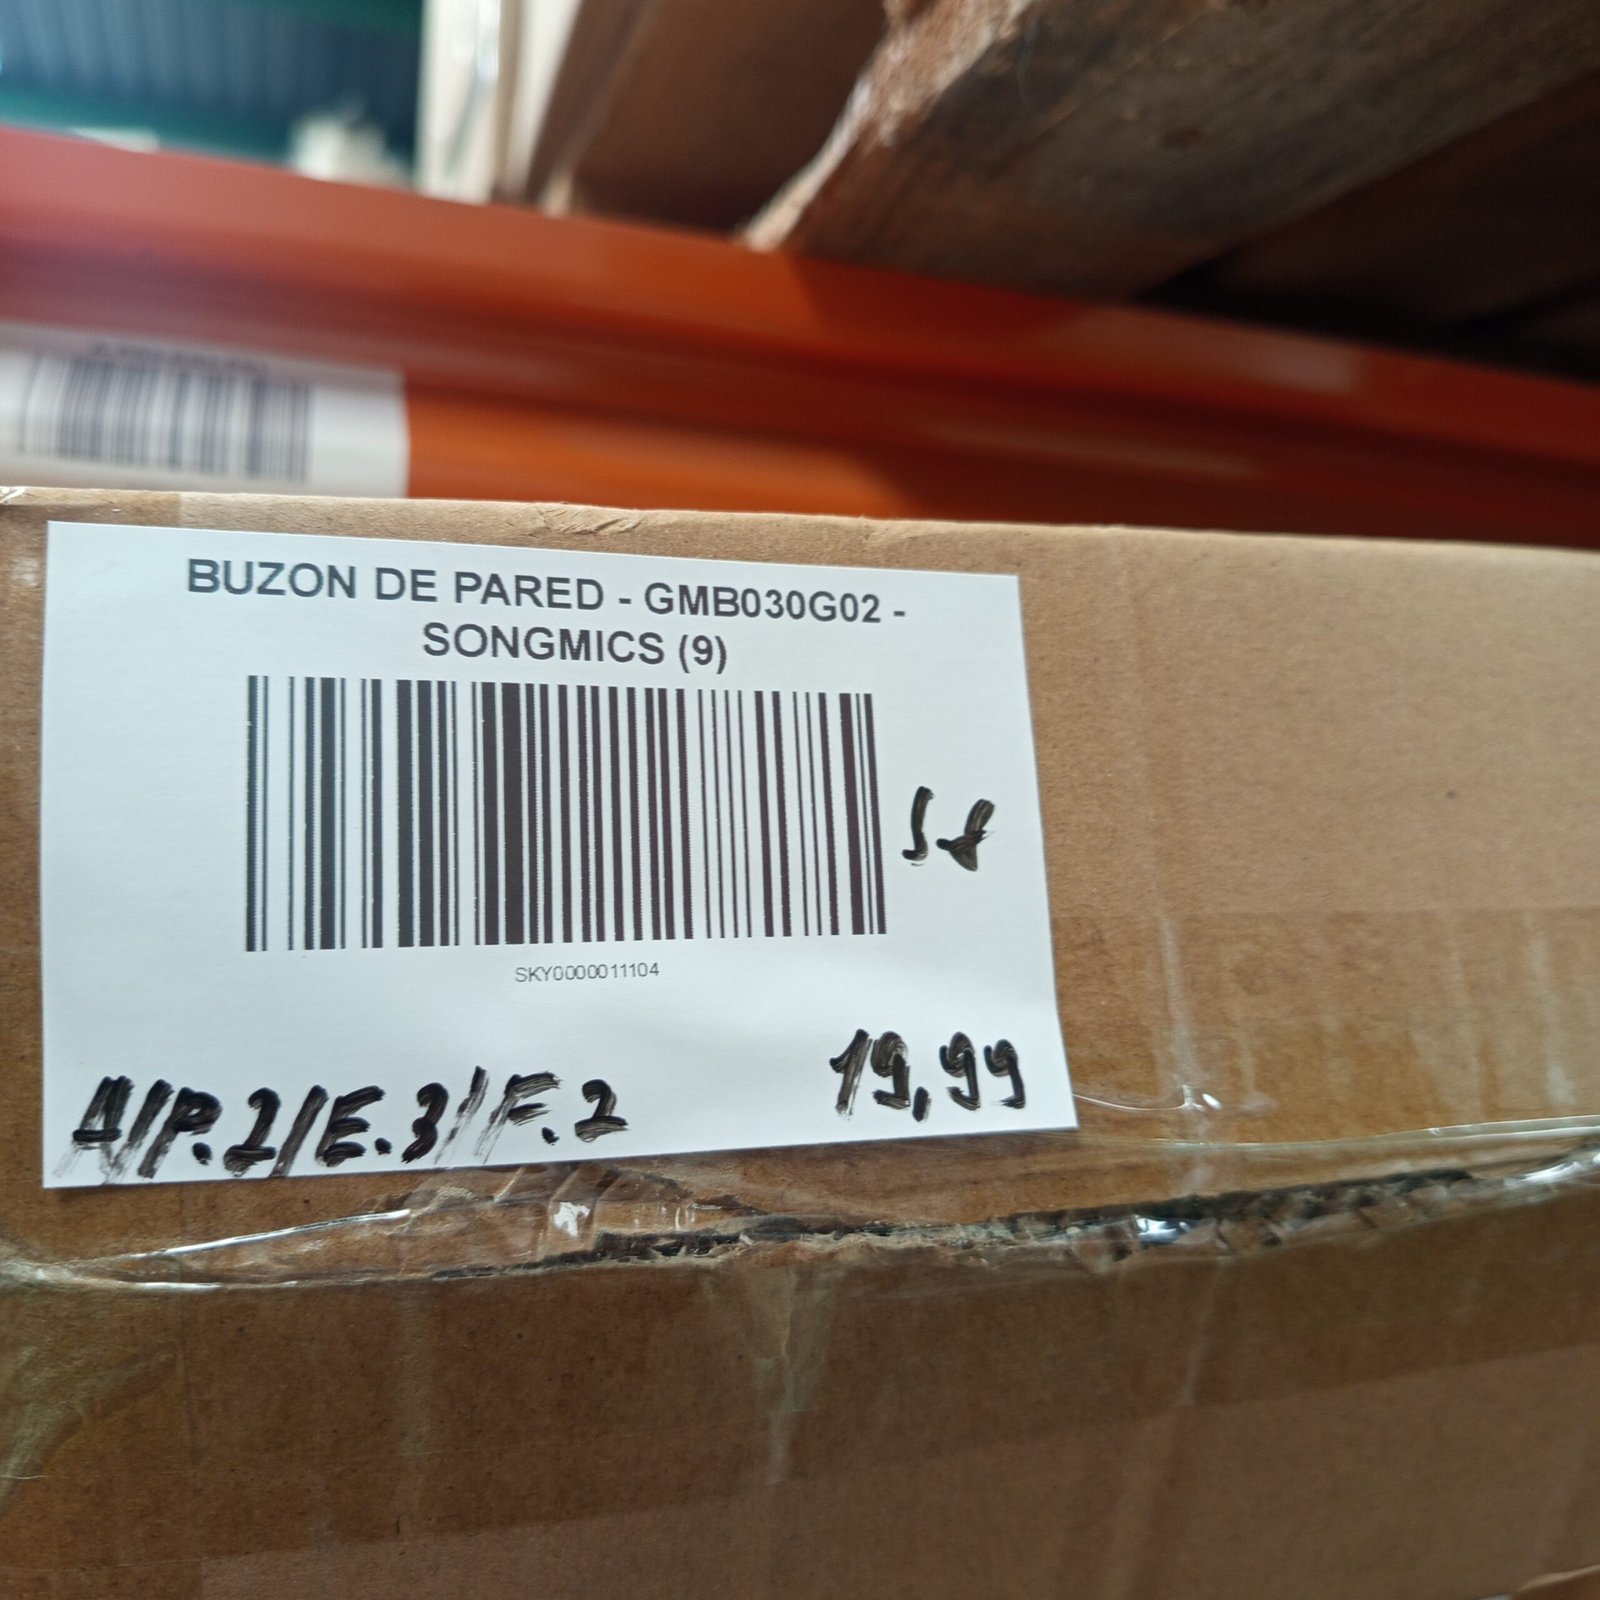 BUZON DE PARED - GMB030G02 -
SONGMICS (9)
SKY0000011104
19,99
A/P.2/E.3/F.2